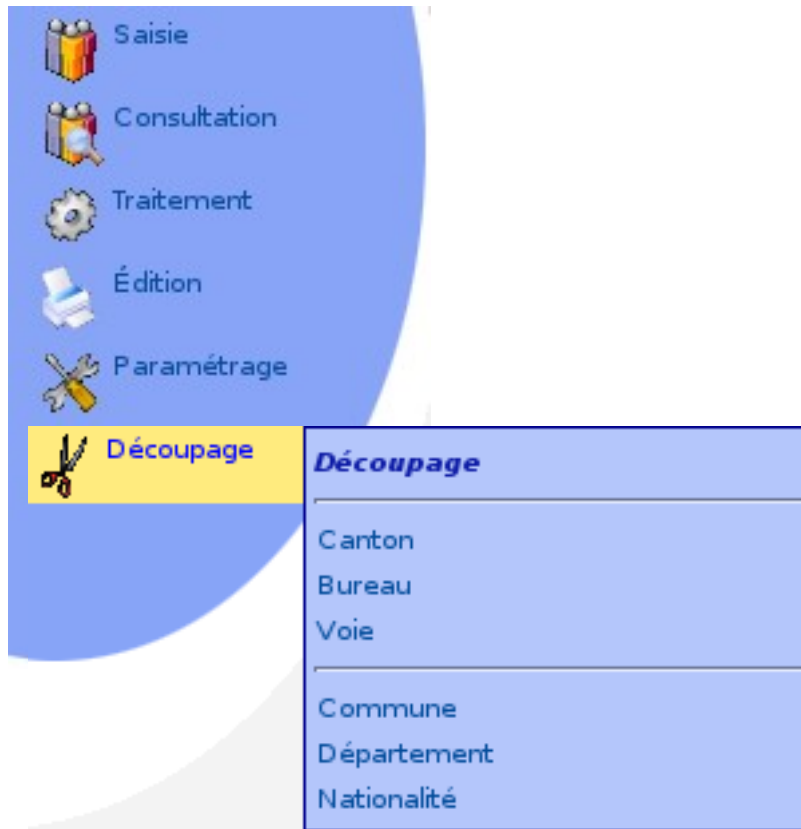 Saisie
Consultation
Traitement
Édition
Paramétrage
Découpage
Découpage
Canton
Bureau
Voie
Commune
Département
Nationalité